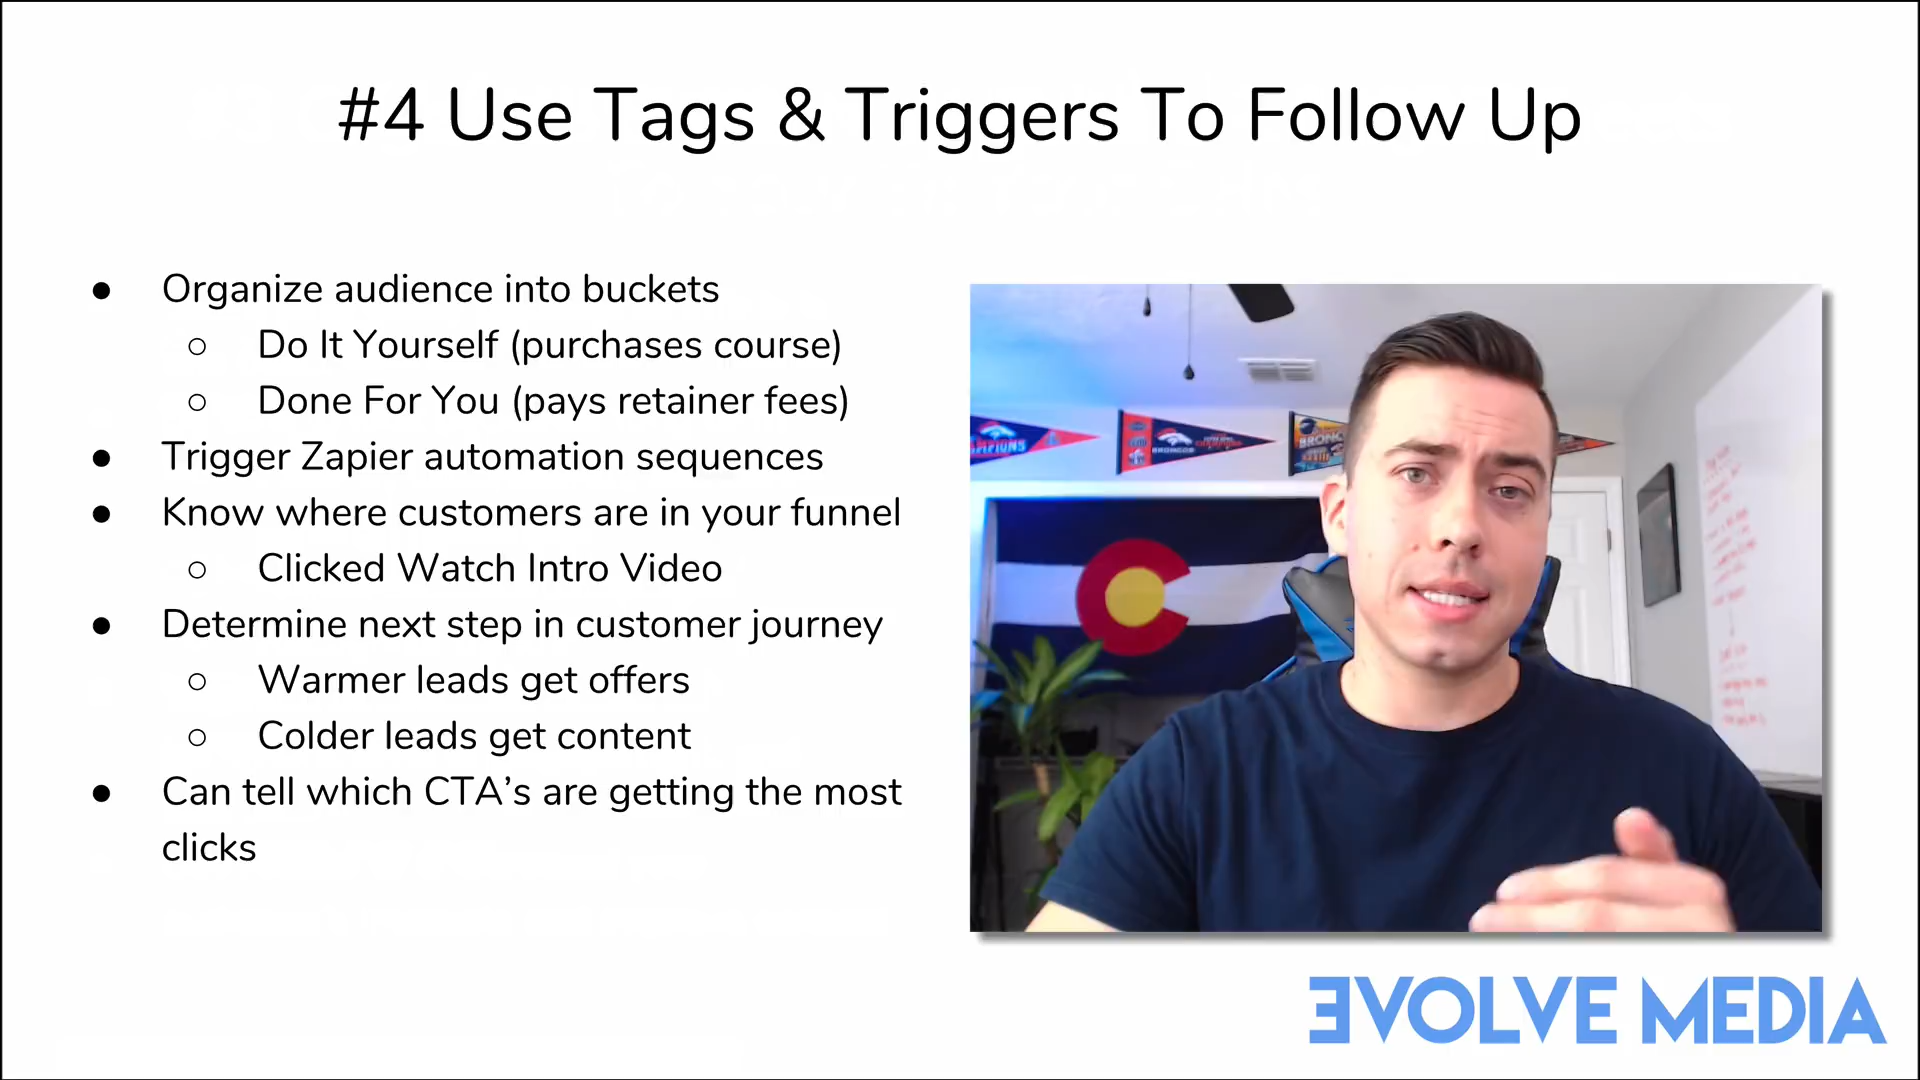 #4 Use Tags & Triggers To Follow Up
● Organize audience into buckets
○ Do It Yourself (purchases course)
○ Done For You (pays retainer fees)
● Trigger Zapier automation sequences
● Know where customers are in your funnel
○ Clicked Watch Intro Video
● Determine next step in customer journey
○ Warmer leads get offers
○ Colder leads get content
● Can tell which CTA’s are getting the most
clicks
BRONCOS
BRONC
EVOLVE MEDIA